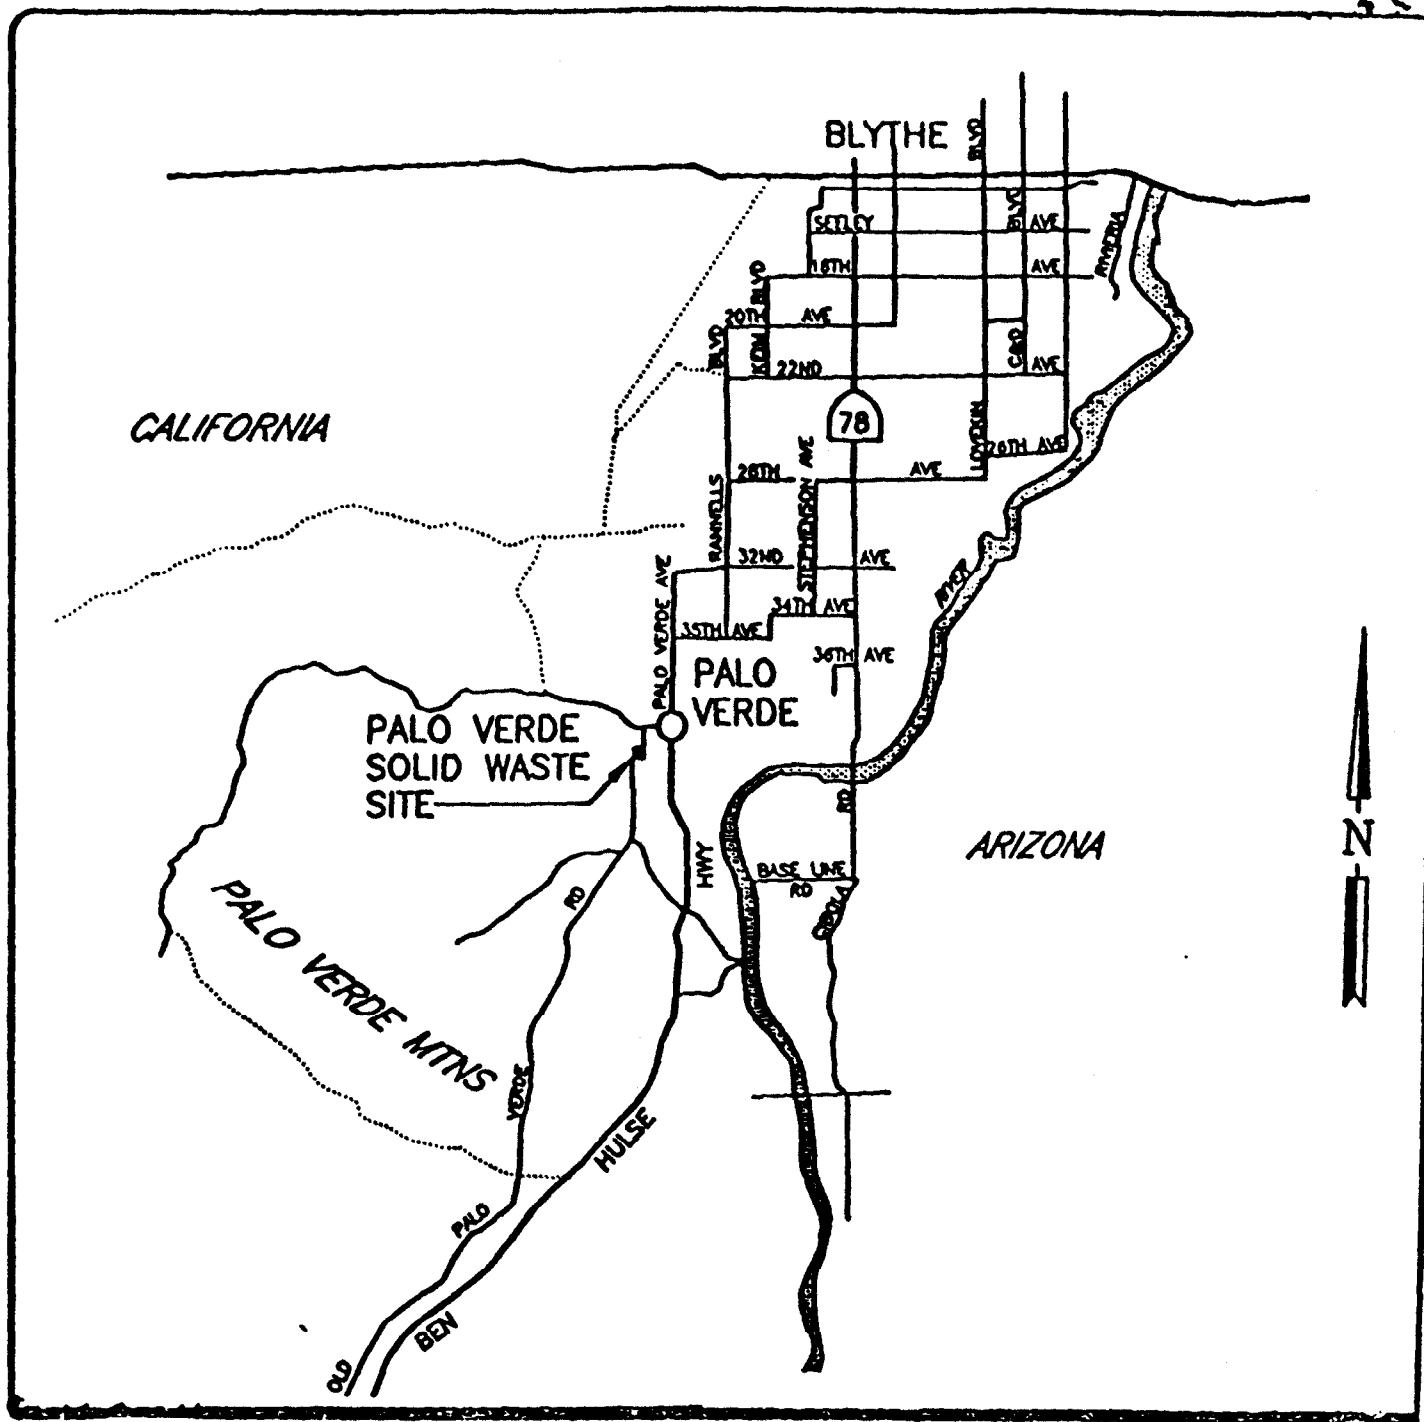 BLYTHE
BLVD
BLVD
SEELEY
AVE
RIVIERIA
18TH
AVE
BLVD
20TH
AVE
BLVD
KEIM
22ND
C&D
AVE
CALIFORNIA
78
LOVEKIN
26TH AVE
28TH
AVE
STEPHENSON AVE
RANNELLS
32ND
AVE
RIVER
PALO VERDE AVE
34TH AVE
35TH AVE
36TH AVE
PALO
VERDE
PALO VERDE
SOLID WASTE
SITE
RD
N
ARIZONA
HWY
BASE LINE
RD
CIBOLA
RD
PALO VERDE MTNS
VERDE
HULSE
PALO
BEN
OLD